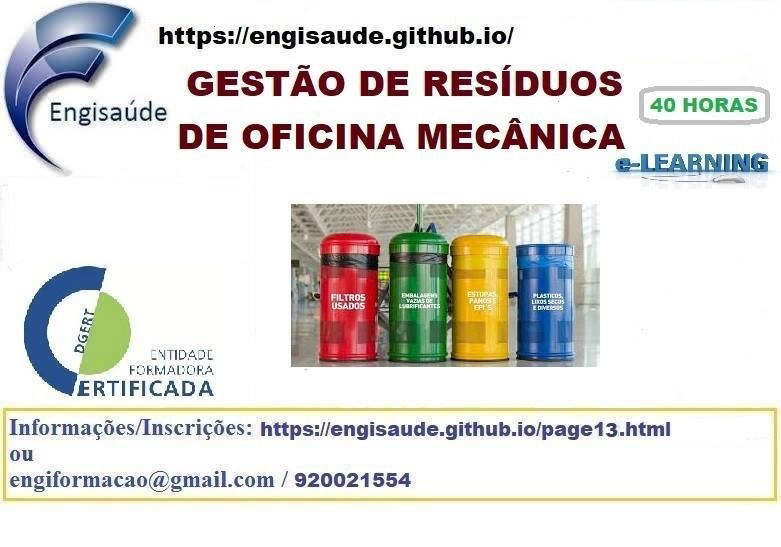 https://engisaude.github.io/
Engisaúde
GESTÃO DE RESÍDUOS
DE OFICINA MECÂNICA
40 HORAS
e-LEARNING
FILTROS
USADOS
EMBALAGENS
VAZIAS DE
LUBRIFICANTES
ESTOPAS,
PANOS E
EPI'S
PLASTICOS,
LIXOS SECOS
E DIVERSOS
DGERT
ENTIDADE
FORMADORA
CERTIFICADA
Informações/Inscrições: https://engisaude.github.io/page13.html
ou
engiformacao@gmail.com / 920021554